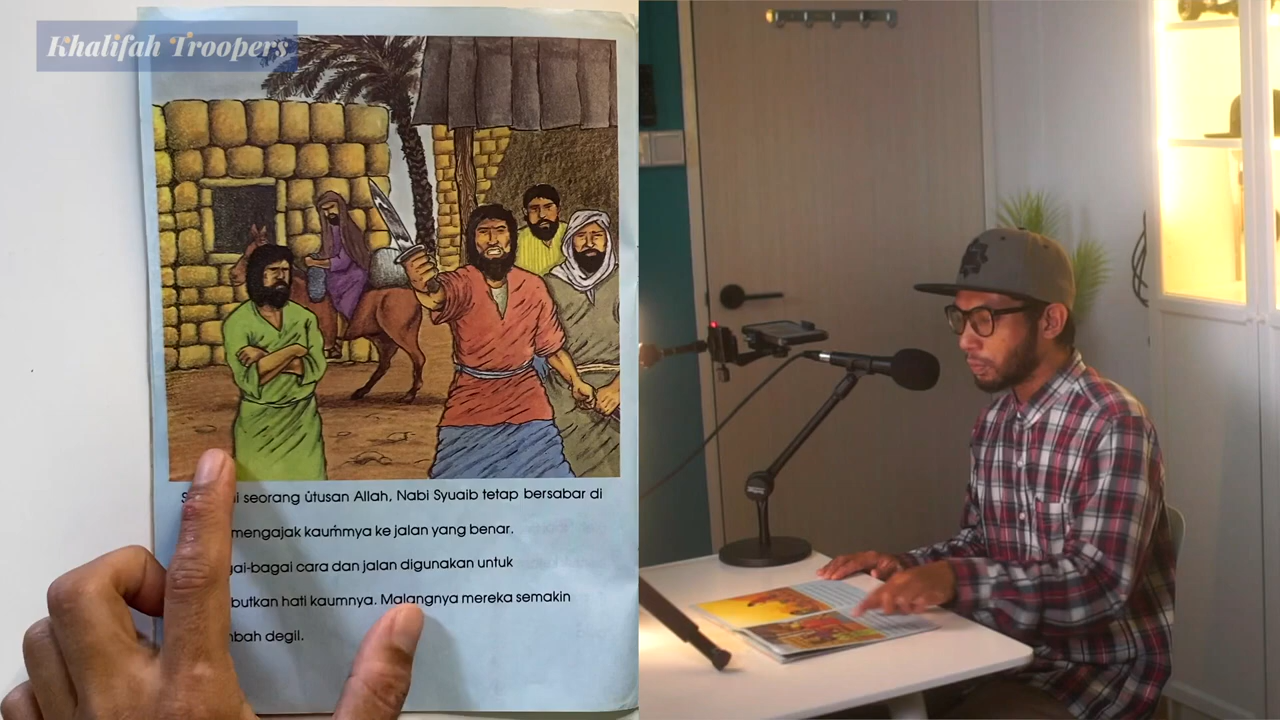 Khalifah Troopers
seorang utusan Allah, Nabi Syuaib tetap bersabar di
mengajak kaumnya ke jalan yang benar.
cara dan jalan digunakan untuk
hati kaumnya. Malangnya mereka semakin
degil.